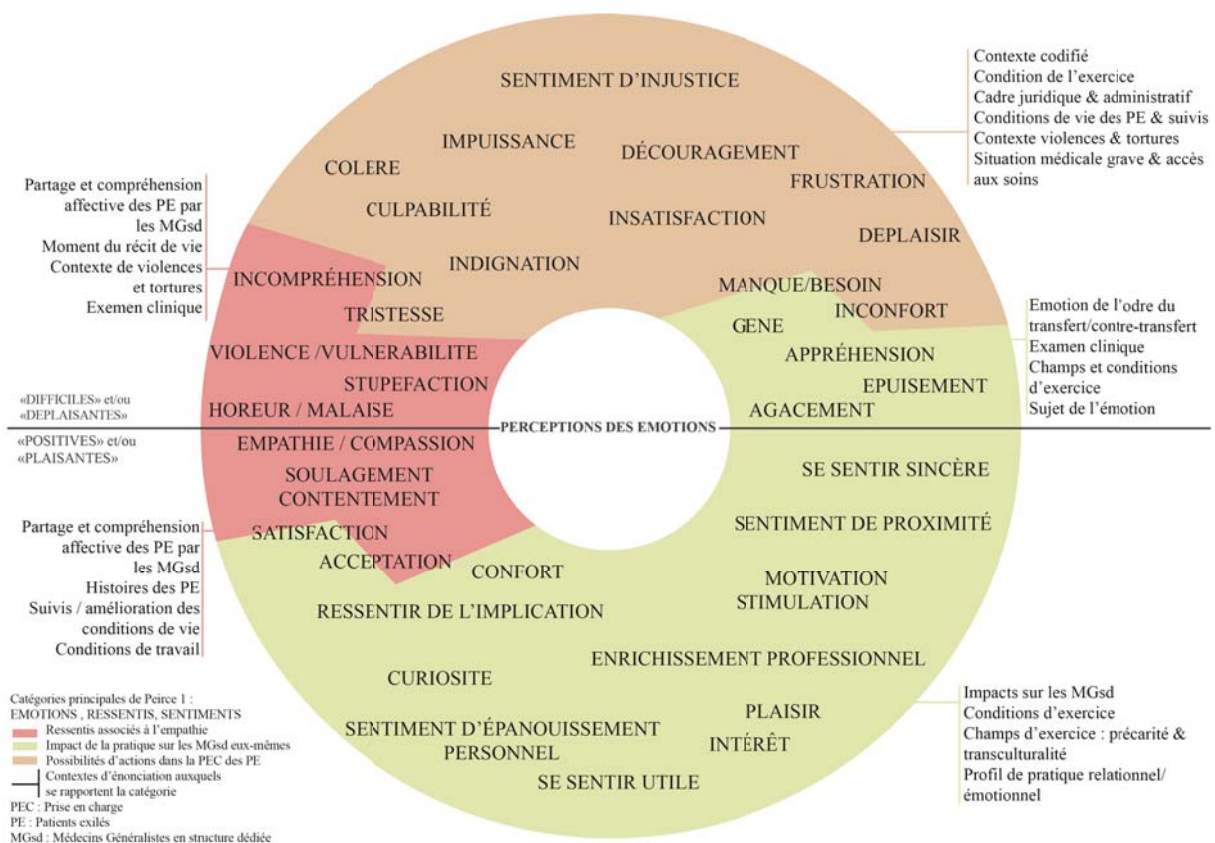 SENTIMENT D'INJUSTICE
IMPUISSANCE
DÉCOURAGEMENT
COLERE
FRUSTRATION
CULPABILITÉ
INSATISFACTION
DEPLAISIR
INDIGNATION
INCOMPRÉHENSION
MANQUE/BESOIN
TRISTESSE
INCONFORT
GENE
VIOLENCE /VULNERABILITE
APPRÉHENSION
STUPEFACTION
EPUISEMENT
HOREUR / MALAISE
AGACEMENT
Contexte codifié
Condition de l'exercice
Cadre juridique & administratif
Conditions de vie des PE & suivis
Contexte violences & tortures
Situation médicale grave & accès
aux soins
Partage et compréhension
affective des PE par
les MGsd
Moment du récit de vie
Contexte de violences
et tortures
Examen clinique
Emotion de l'odre du
transfert/contre-transfert
Examen clinique
Champs et conditions
d'exercice
Sujet de l'émotion
«DIFFICILES» et/ou
«DEPLAISANTES»
PERCEPTIONS DES EMOTIONS
«POSITIVES» et/ou
«PLAISANTES»
EMPATHIE / COMPASSION
SOULAGEMENT
CONTENTEMENT
SE SENTIR SINCÈRE
SATISFACTION
SENTIMENT DE PROXIMITÉ
ACCEPTATION
CONFORT
MOTIVATION
STIMULATION
RESSENTIR DE L'IMPLICATION
ENRICHISSEMENT PROFESSIONNEL
CURIOSITE
PLAISIR
SENTIMENT D'ÉPANOUISSEMENT
PERSONNEL
INTÉRÊT
SE SENTIR UTILE
Partage et compréhension
affective des PE par
les MGsd
Histoires des PE
Suivis / amélioration des
conditions de vie
Conditions de travail
Impacts sur les MGsd
Conditions d'exercice
Champs d'exercice : précarité &
transculturalité
Profil de pratique relationnel/
émotionnel
Catégories principales de Peirce 1 :
EMOTIONS , RESSENTIS, SENTIMENTS
Ressentis associés à l'empathie
Impact de la pratique sur les MGsd eux-mêmes
Possibilités d'actions dans la PEC des PE
Contextes d'énonciation auxquels
se rapportent la catégorie
PEC : Prise en charge
PE : Patients exilés
MGsd : Médecins Généralistes en structure dédiée